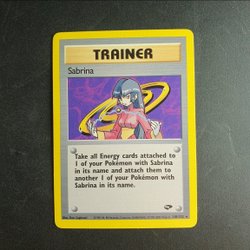 TRAINER
Sabrina
Take all Energy cards attached to
1 of your Pokémon with Sabrina
in its name and attach them to
another 1 of your Pokémon with
Sabrina in its name.